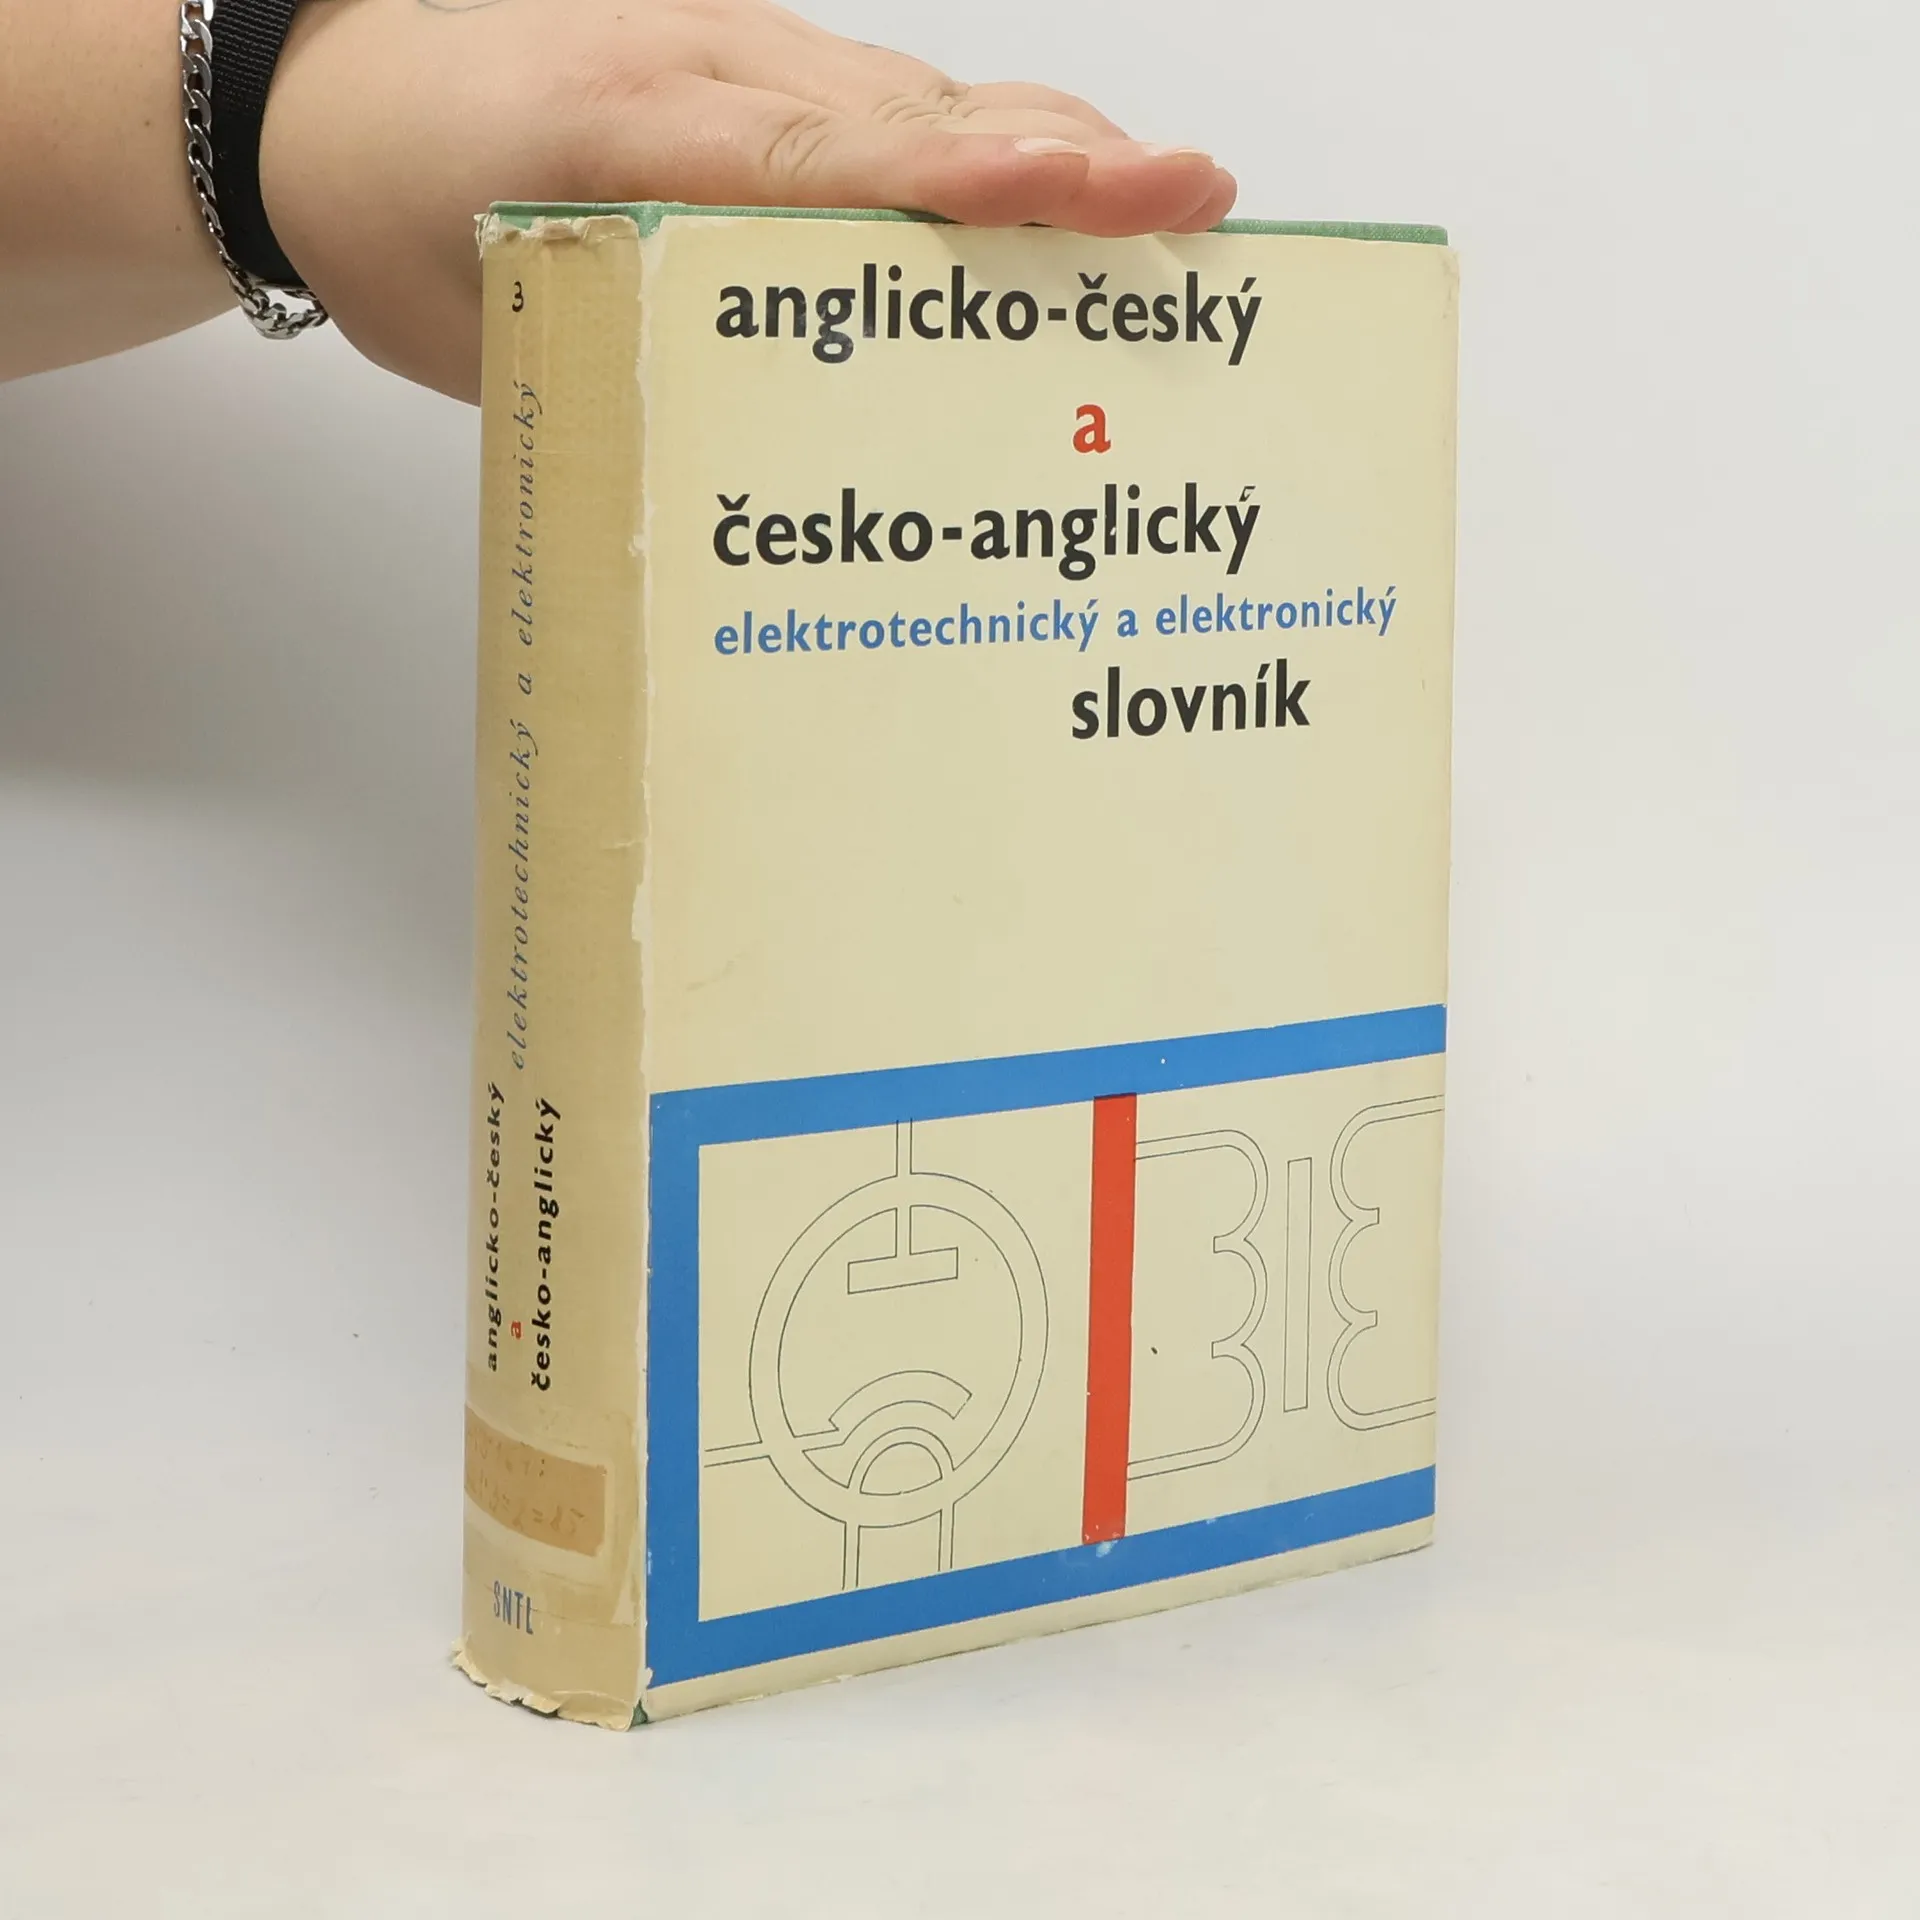 anglicko-český
a
česko-anglický
elektrotechnický a elektronický
slovník
3
anglicko-český
a
česko-anglický
elektrotechnický a elektronický
SNTL